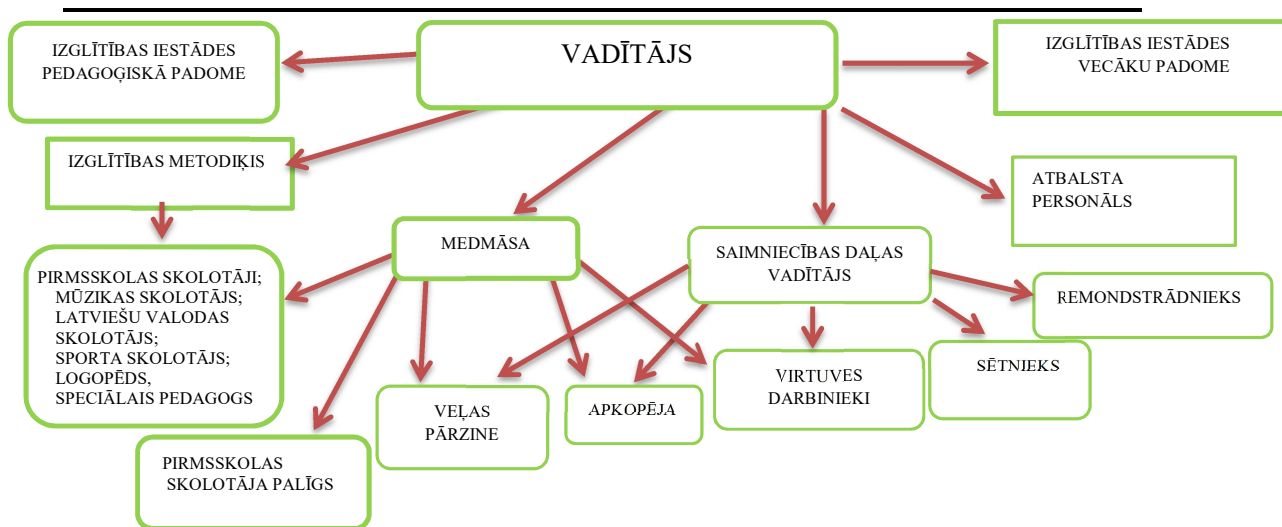 IZGLĪTĪBAS IESTĀDES
PEDAGOĢISKĀ PADOME
VADĪTĀJS
IZGLĪTĪBAS IESTĀDES
VECĀKU PADOME
IZGLĪTĪBAS METODIĶIS
ATBALSTA
PERSONĀLS
MEDMĀSA
SAIMNIECĪBAS DAĻAS
VADĪTĀJS
PIRMSSKOLAS SKOLOTĀJI;
MŪZIKAS SKOLOTĀJS;
LATVIEŠU VALODAS
SKOLOTĀJS;
SPORTA SKOLOTĀJS;
LOGOPĒDS,
SPECIĀLAIS PEDAGOGS
REMONDSTRĀDNIEKS
SĒTNIEKS
VIRTUVES
DARBINIEKI
APKOPĒJA
VEĻAS
PĀRZINE
PIRMSSKOLAS
SKOLOTĀJA PALĪGS